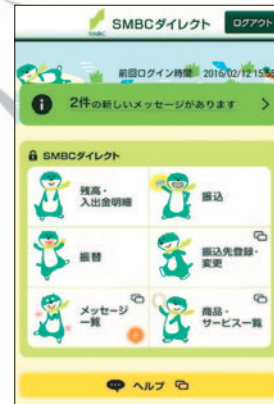 SMBC
SMBCダイレクト
ログアウト
前回ログイン時間 2016/02/12 15:56
2件の新しいメッセージがあります
SMBCダイレクト
残高・
入出金明細
振込
振替
振込先登録・
変更
メッセージ
一覧
商品・
サービス一覧
ヘルプ